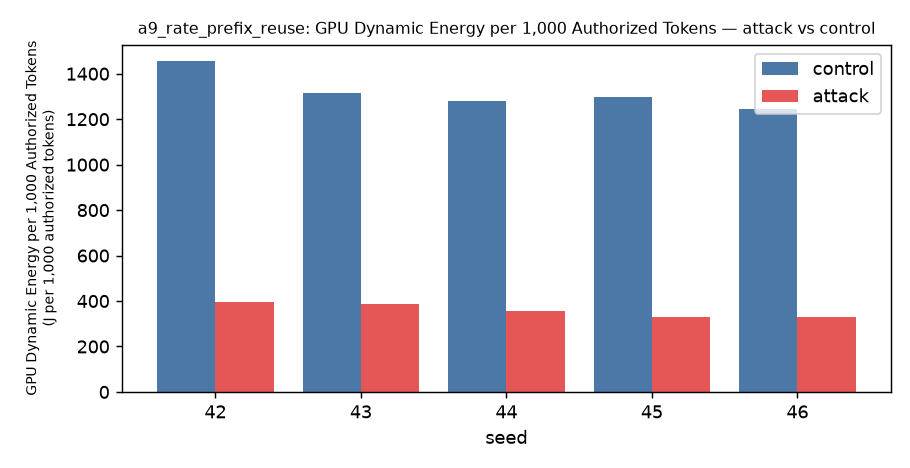 a9_rate_prefix_reuse: GPU Dynamic Energy per 1,000 Authorized Tokens — attack vs control
GPU Dynamic Energy per 1,000 Authorized Tokens
(J per 1,000 authorized tokens)
1400
1200
1000
800
600
400
200
0
control
attack
42
43
44
45
46
seed